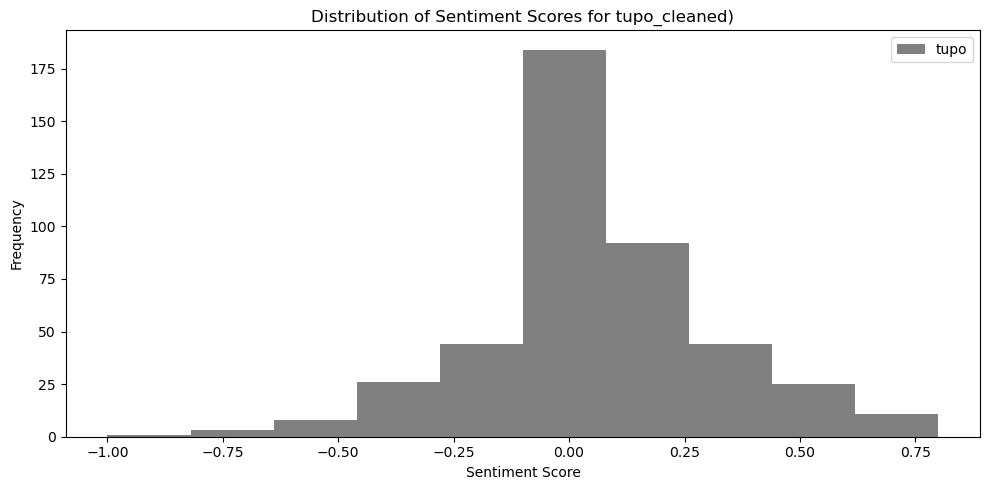 Distribution of Sentiment Scores for tupo_cleaned)
tupo
175
150
125
100
75
50
25
0
Frequency
−1.00 −0.75 −0.50 −0.25 0.00 0.25 0.50 0.75
Sentiment Score